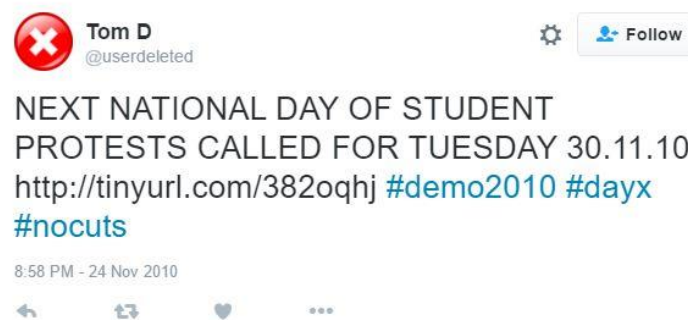 Tom D
@userdeleted
Follow
NEXT NATIONAL DAY OF STUDENT
PROTESTS CALLED FOR TUESDAY 30.11.10
http://tinyurl.com/382oqhj #demo2010 #dayx
#nocuts
8:58 PM - 24 Nov 2010